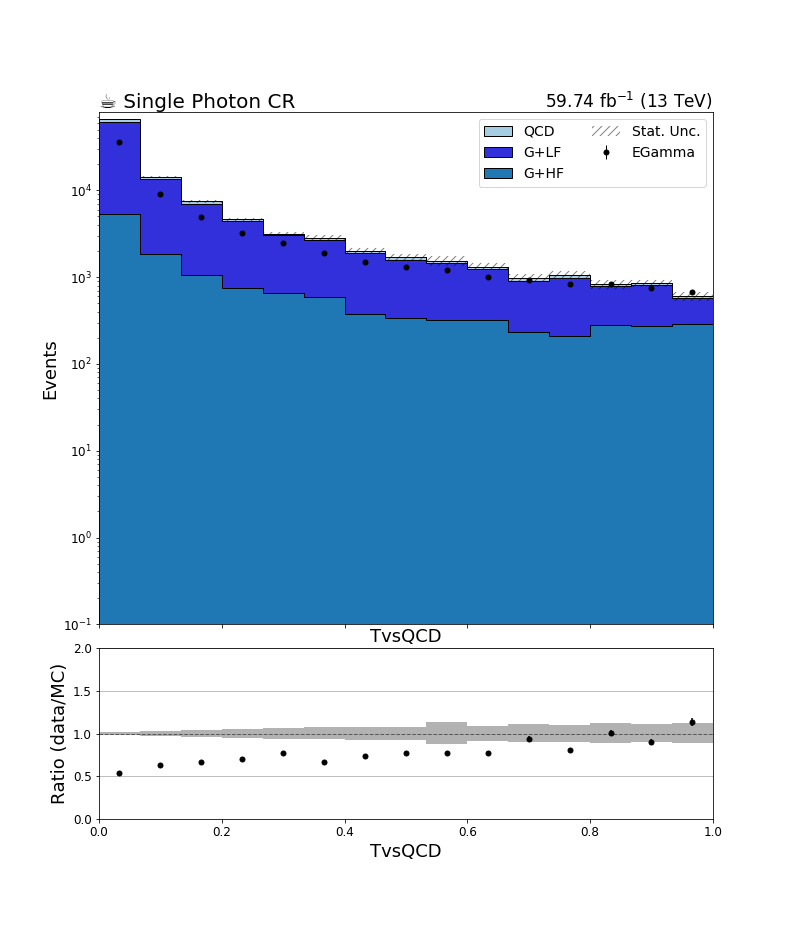 ☕ Single Photon CR
59.74 fb⁻¹ (13 TeV)
QCD
G+LF
G+HF
Stat. Unc.
EGamma
Events
10⁴
10³
10²
10¹
10⁰
10⁻¹
TvsQCD
Ratio (data/MC)
2.0
1.5
1.0
0.5
0.0
0.0 0.2 0.4 0.6 0.8 1.0
TvsQCD